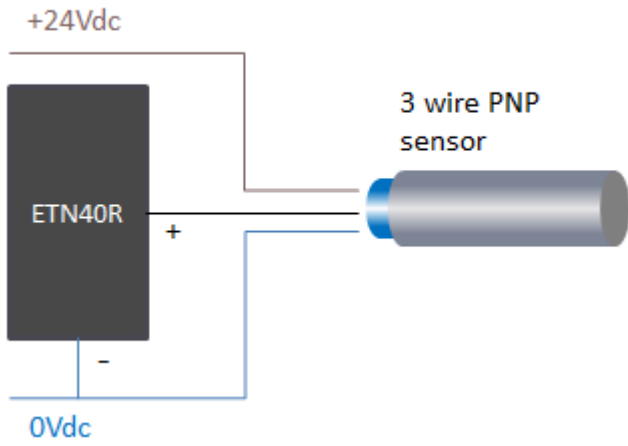 +24Vdc
3 wire PNP
sensor
ETN40R
+
-
0Vdc